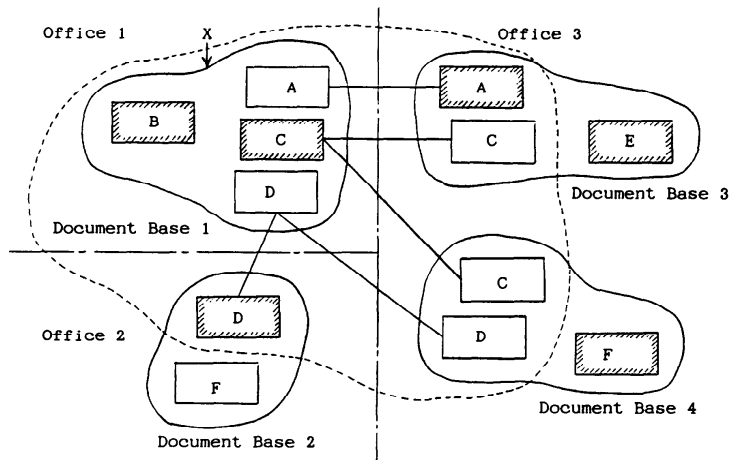 Office 1
X
Office 3
A
A
B
C
C
E
D
Document Base 3
Document Base 1
C
D
Office 2
D
F
F
Document Base 4
Document Base 2